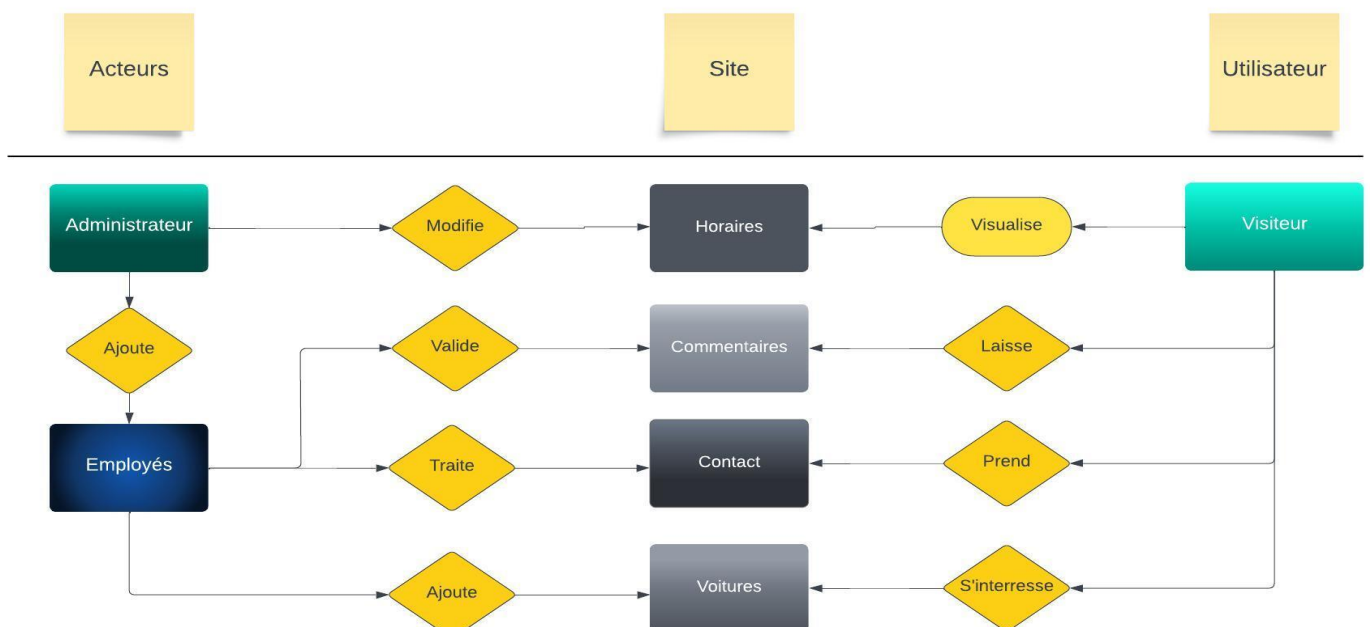 Acteurs
Site
Utilisateur
Administrateur
Modifie
Horaires
Visualise
Visiteur
Ajoute
Valide
Commentaires
Laisse
Employés
Traite
Contact
Prend
Ajoute
Voitures
S'interresse